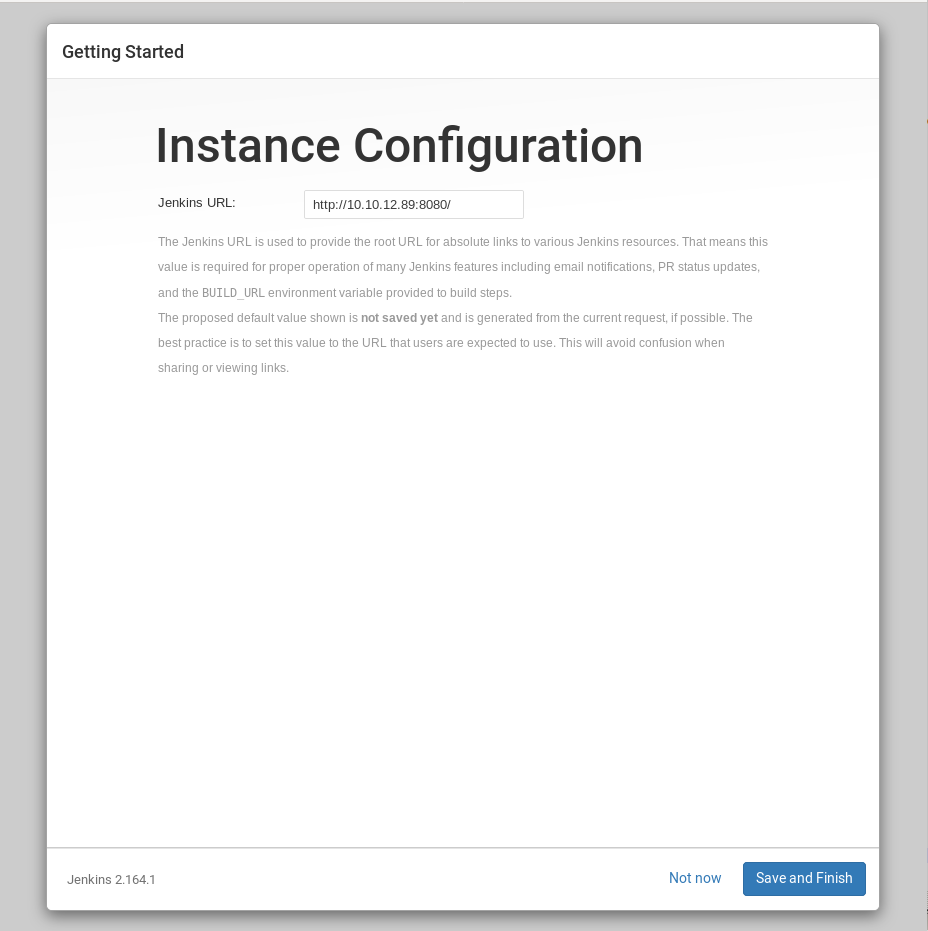 Getting Started
Instance Configuration
Jenkins URL: http://10.10.12.89:8080/
The Jenkins URL is used to provide the root URL for absolute links to various Jenkins resources. That means this
value is required for proper operation of many Jenkins features including email notifications, PR status updates,
and the BUILD_URL environment variable provided to build steps.
The proposed default value shown is not saved yet and is generated from the current request, if possible. The
best practice is to set this value to the URL that users are expected to use. This will avoid confusion when
sharing or viewing links.
Jenkins 2.164.1 Not now Save and Finish